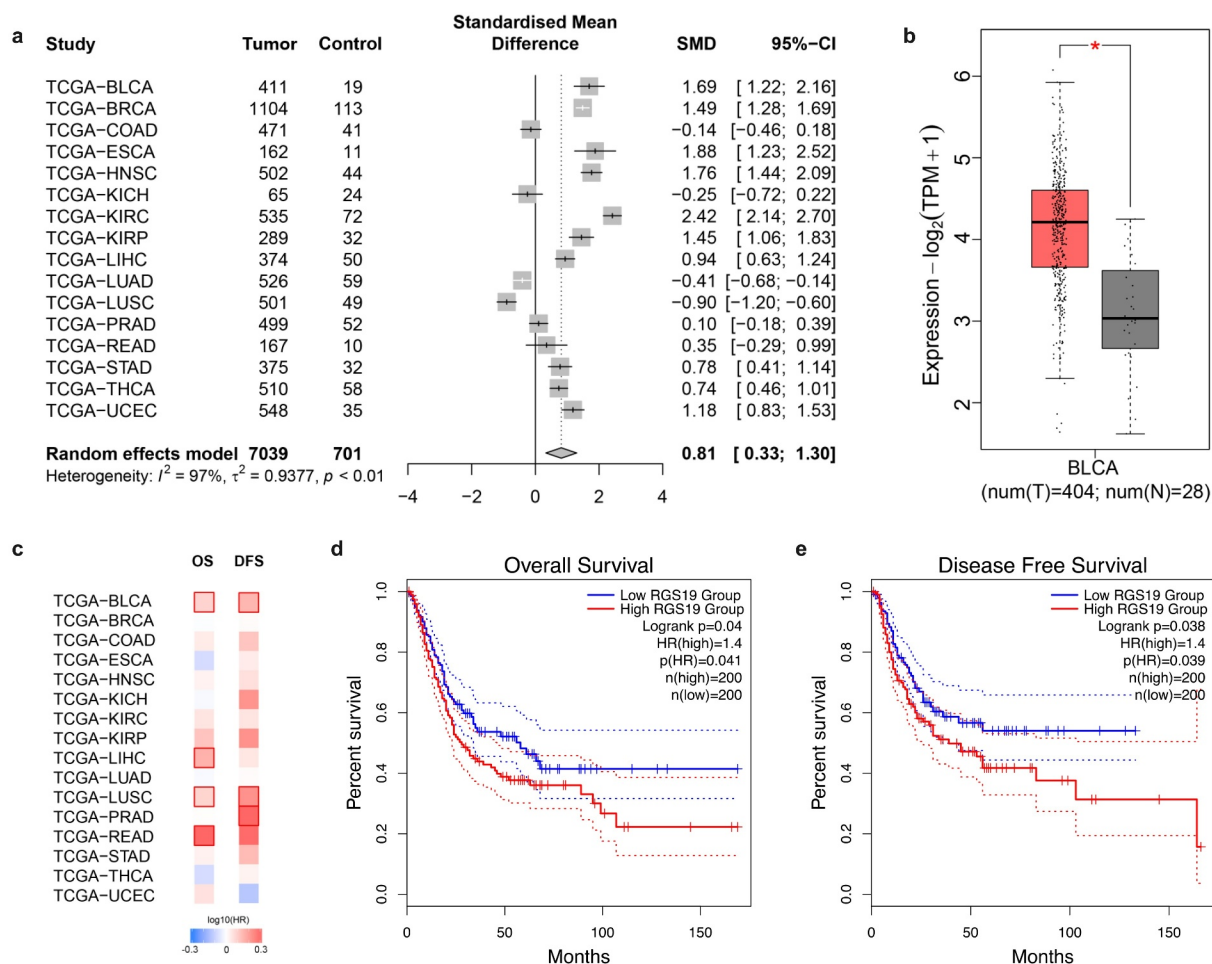 a
Study Tumor Control Standardised Mean Difference SMD 95%−CI
TCGA−BLCA 411 19 1.69 [ 1.22; 2.16]
TCGA−BRCA 1104 113 1.49 [ 1.28; 1.69]
TCGA−COAD 471 41 −0.14 [−0.46; 0.18]
TCGA−ESCA 162 11 1.88 [ 1.23; 2.52]
TCGA−HNSC 502 44 1.76 [ 1.44; 2.09]
TCGA−KICH 65 24 −0.25 [−0.72; 0.22]
TCGA−KIRC 535 72 2.42 [ 2.14; 2.70]
TCGA−KIRP 289 32 1.45 [ 1.06; 1.83]
TCGA−LIHC 374 50 0.94 [ 0.63; 1.24]
TCGA−LUAD 526 59 −0.41 [−0.68; −0.14]
TCGA−LUSC 501 49 −0.90 [−1.20; −0.60]
TCGA−PRAD 499 52 0.10 [−0.18; 0.39]
TCGA−READ 167 10 0.35 [−0.29; 0.99]
TCGA−STAD 375 32 0.78 [ 0.41; 1.14]
TCGA−THCA 510 58 0.74 [ 0.46; 1.01]
TCGA−UCEC 548 35 1.18 [ 0.83; 1.53]
Random effects model 7039 701 0.81 [ 0.33; 1.30]
Heterogeneity: I² = 97%, τ² = 0.9377, p < 0.01
−4 −2 0 2 4
b
*
Expression − log₂(TPM + 1)
6
5
4
3
2
BLCA
(num(T)=404; num(N)=28)
c
OS DFS
TCGA−BLCA
TCGA−BRCA
TCGA−COAD
TCGA−ESCA
TCGA−HNSC
TCGA−KICH
TCGA−KIRC
TCGA−KIRP
TCGA−LIHC
TCGA−LUAD
TCGA−LUSC
TCGA−PRAD
TCGA−READ
TCGA−STAD
TCGA−THCA
TCGA−UCEC
log10(HR)
-0.3 0 0.3
d
Overall Survival
Low RGS19 Group
High RGS19 Group
Logrank p=0.04
HR(high)=1.4
p(HR)=0.041
n(high)=200
n(low)=200
Percent survival
1.0
0.8
0.6
0.4
0.2
0.0
0 50 100 150
Months
e
Disease Free Survival
Low RGS19 Group
High RGS19 Group
Logrank p=0.038
HR(high)=1.4
p(HR)=0.039
n(high)=200
n(low)=200
Percent survival
1.0
0.8
0.6
0.4
0.2
0.0
0 50 100 150
Months